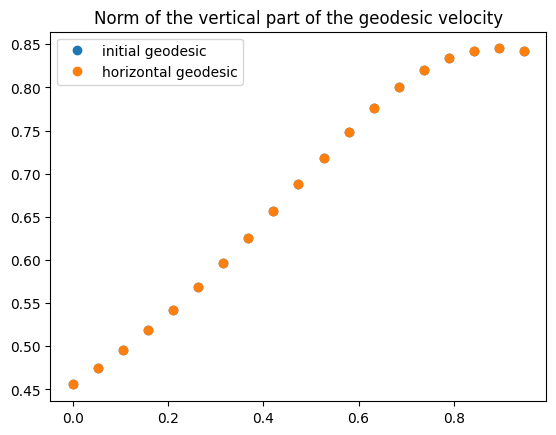 Norm of the vertical part of the geodesic velocity
initial geodesic
horizontal geodesic
0.85
0.80
0.75
0.70
0.65
0.60
0.55
0.50
0.45
0.0 0.2 0.4 0.6 0.8